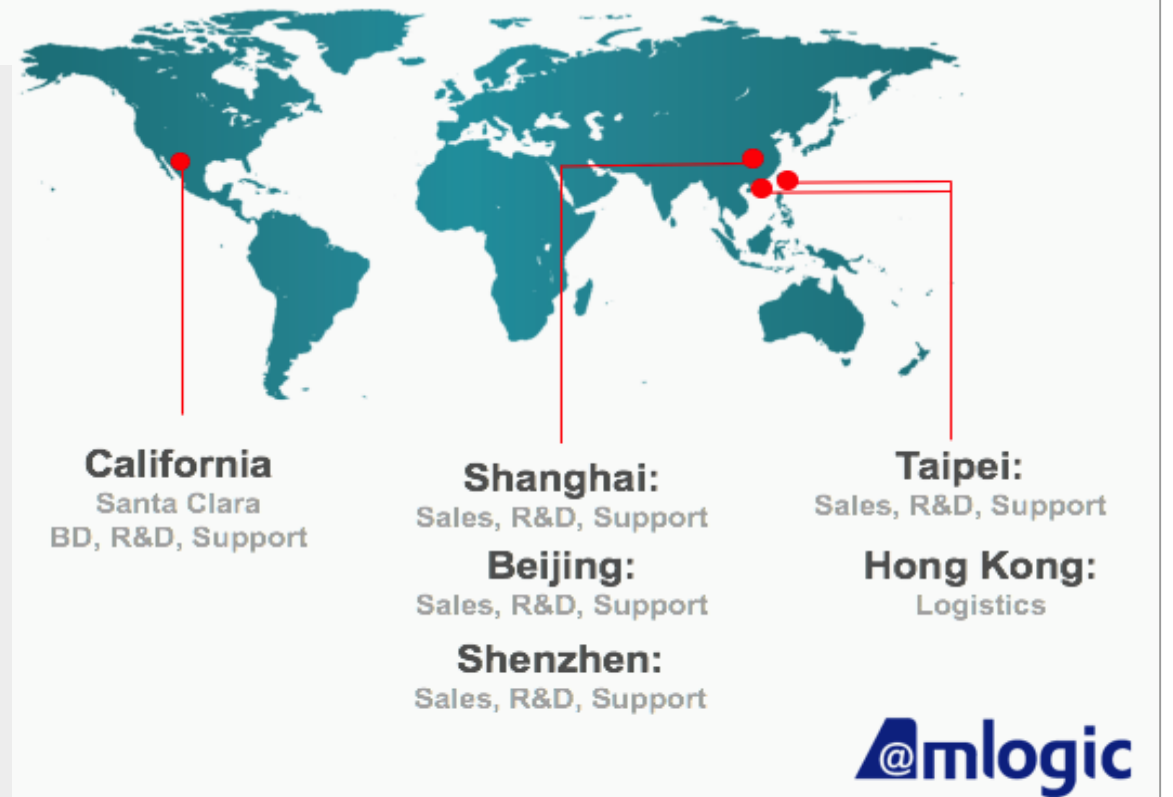 California
Santa Clara
BD, R&D, Support
Shanghai:
Sales, R&D, Support
Beijing:
Sales, R&D, Support
Shenzhen:
Sales, R&D, Support
Taipei:
Sales, R&D, Support
Hong Kong:
Logistics
@mlogic